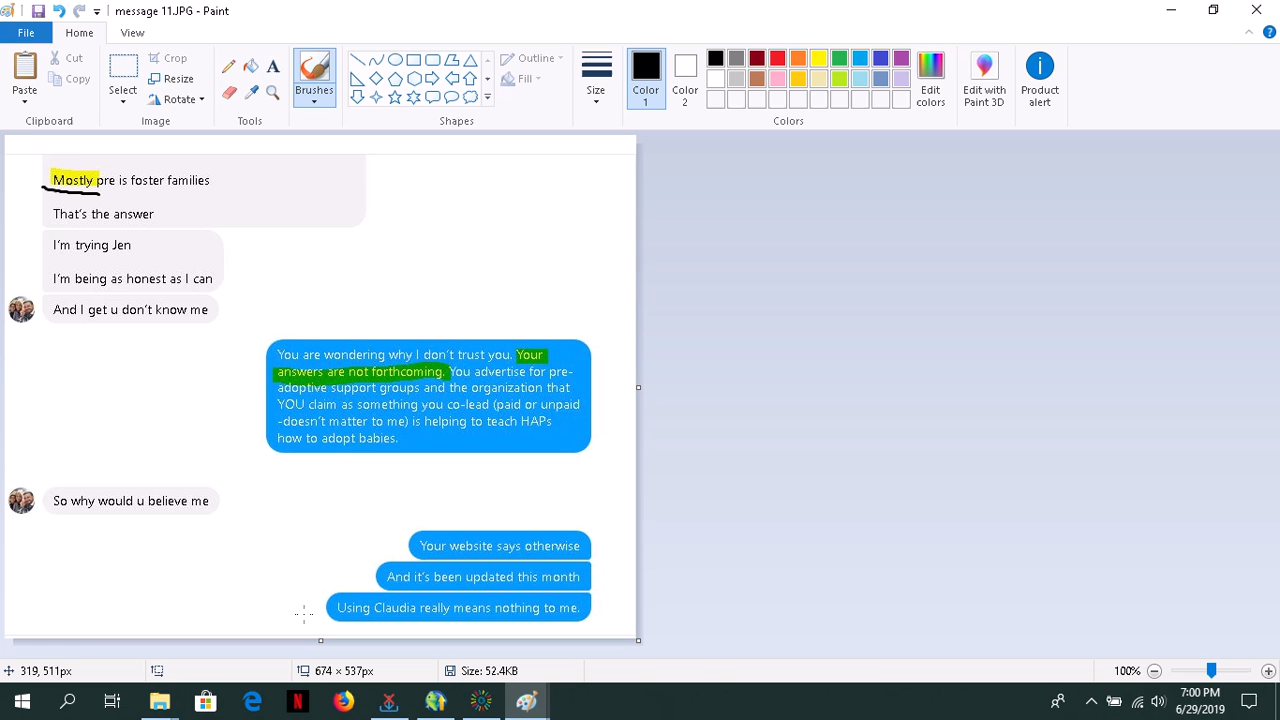 message 11.JPG - Paint
File
Home
View
Paste
Cut
Copy
Clipboard
Select
Crop
Resize
Rotate
Image
A
Tools
Brushes
Outline
Fill
Shapes
Size
Color 1
Color 2
Edit colors
Colors
Edit with Paint 3D
Product alert
Mostly pre is foster families
That's the answer
I'm trying Jen
I'm being as honest as I can
And I get u don't know me
You are wondering why I don't trust you. Your
answers are not forthcoming. You advertise for pre-
adoptive support groups and the organization that
YOU claim as something you co-lead (paid or unpaid
-doesn't matter to me) is helping to teach HAPs
how to adopt babies.
So why would u believe me
Your website says otherwise
And it's been updated this month
Using Claudia really means nothing to me.
319, 511px
674 × 537px
Size: 52.4KB
100%
7:00 PM
6/29/2019